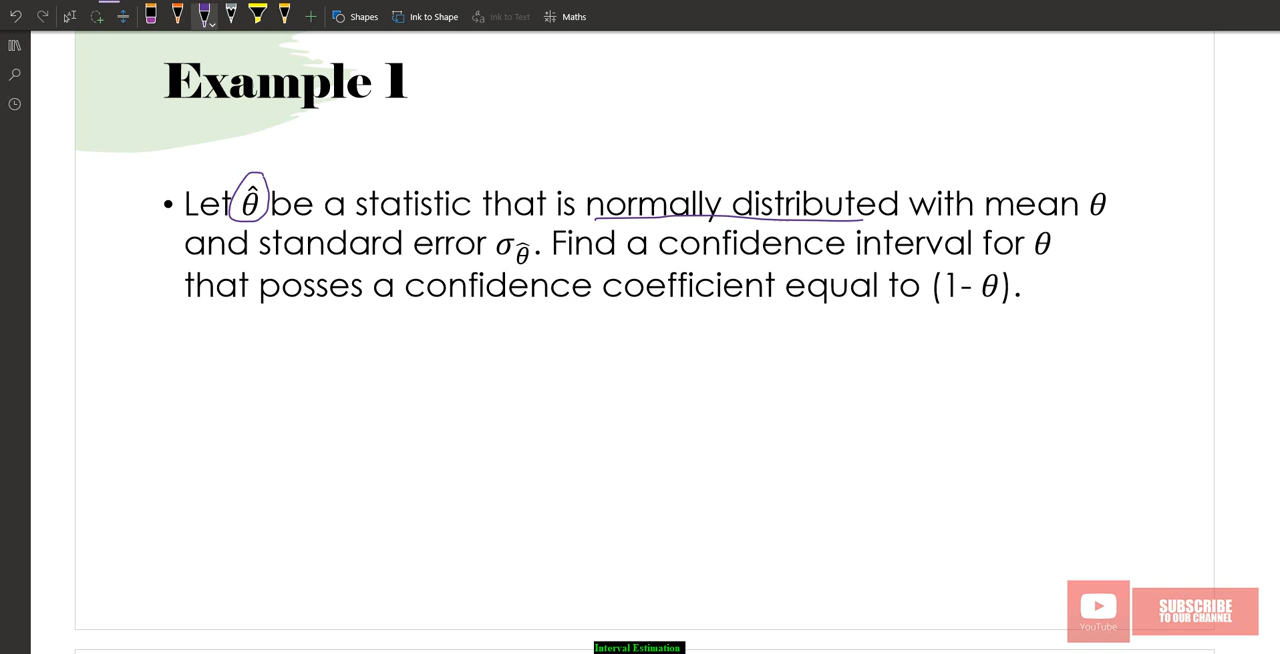 Shapes
Ink to Shape
Ink to Text
Maths
Example 1
• Let θ̂ be a statistic that is normally distributed with mean θ
and standard error σ_θ̂. Find a confidence interval for θ
that posses a confidence coefficient equal to (1- θ).
YouTube
SUBSCRIBE
TO OUR CHANNEL
Interval Estimation